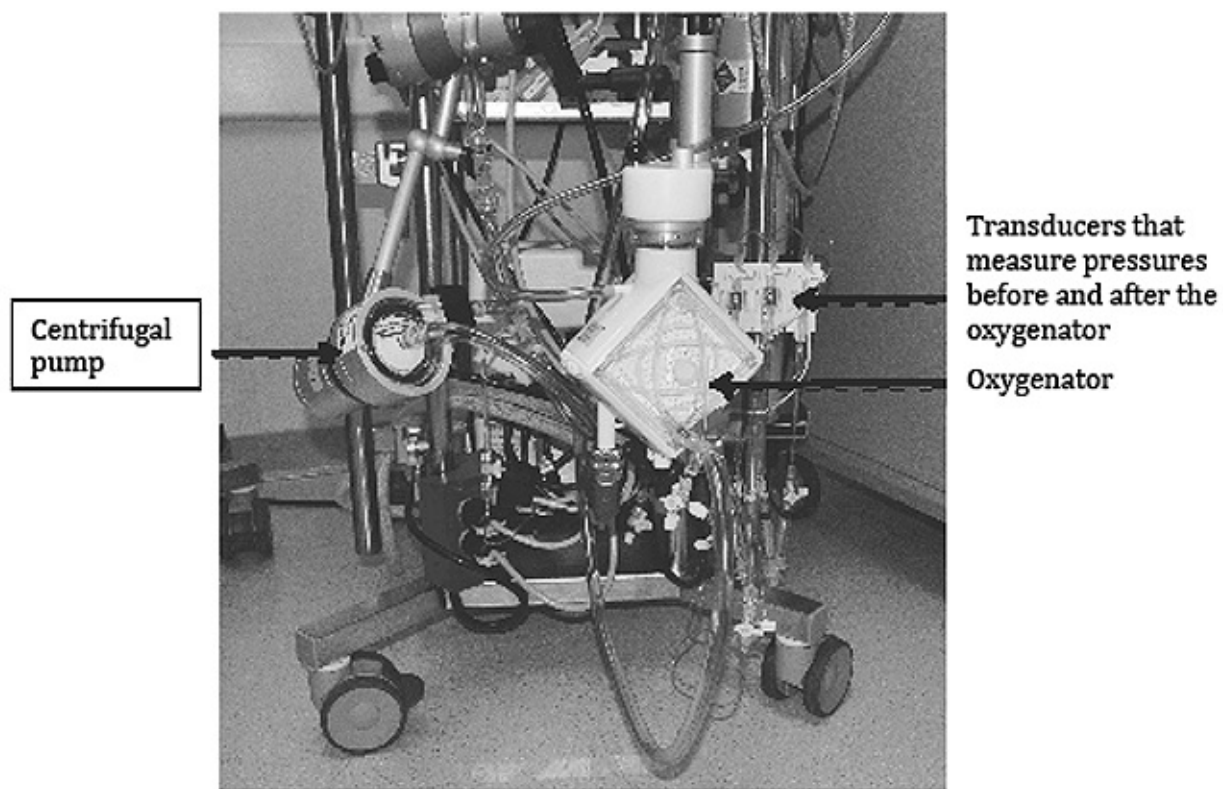 Centrifugal
pump
Transducers that
measure pressures
before and after the
oxygenator
Oxygenator